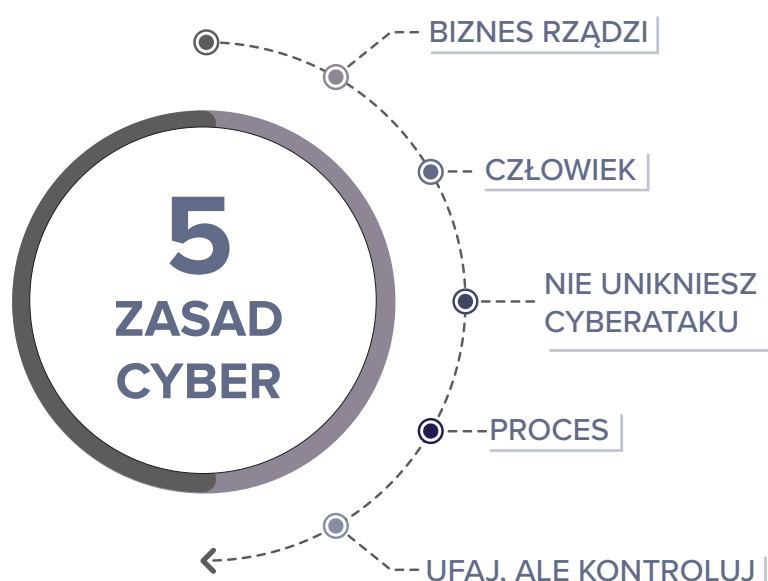 BIZNES RZĄDZI
CZŁOWIEK
5
ZASAD
CYBER
NIE UNIKNIESZ
CYBERATAKU
PROCES
UFAJ, ALE KONTROLUJ